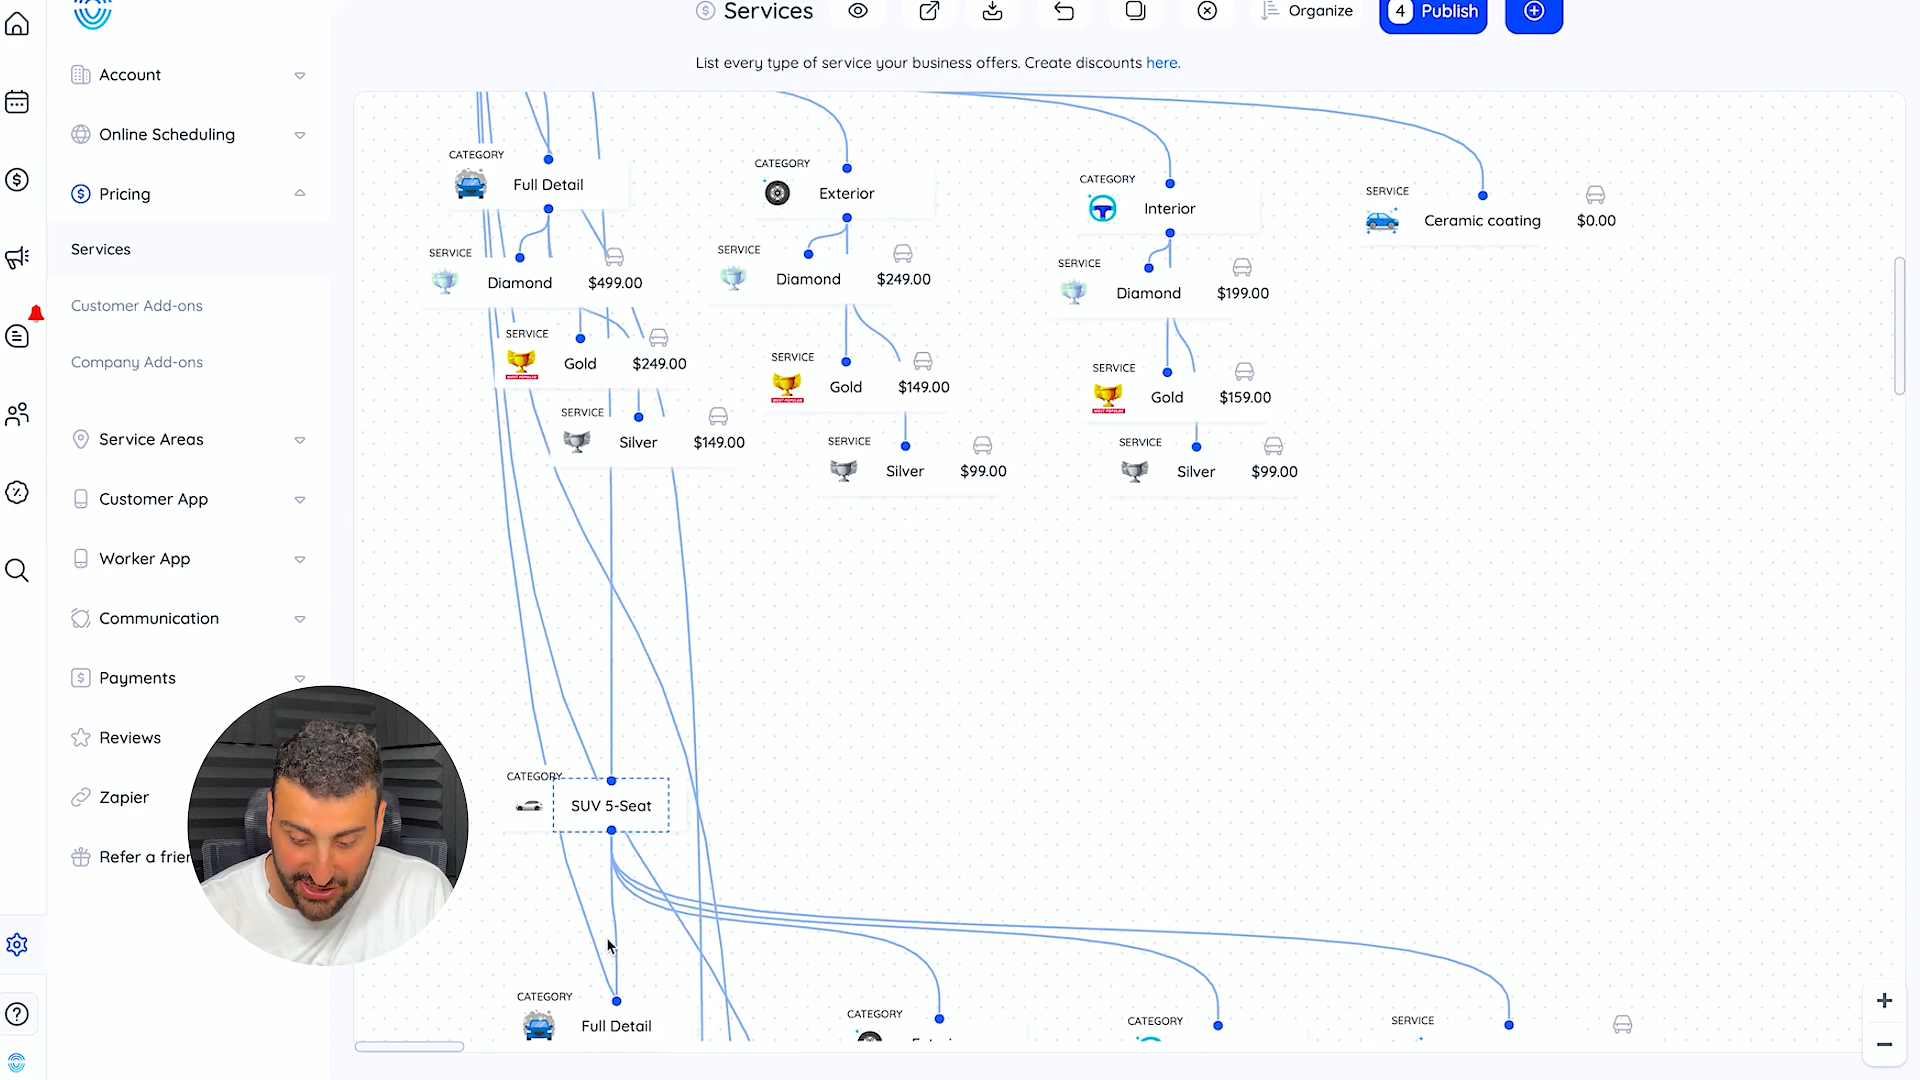 Services
Organize
4 Publish
List every type of service your business offers. Create discounts here.
Account
Online Scheduling
Pricing
Services
Customer Add-ons
Company Add-ons
Service Areas
Customer App
Worker App
Communication
Payments
Reviews
Zapier
Refer a frie
CATEGORY
Full Detail
CATEGORY
Exterior
CATEGORY
Interior
SERVICE
Ceramic coating
$0.00
SERVICE
Diamond
$499.00
SERVICE
Diamond
$249.00
SERVICE
Diamond
$199.00
SERVICE
Gold
$249.00
SERVICE
Gold
$149.00
SERVICE
Gold
$159.00
SERVICE
Silver
$149.00
SERVICE
Silver
$99.00
SERVICE
Silver
$99.00
CATEGORY
SUV 5-Seat
CATEGORY
Full Detail
CATEGORY
CATEGORY
SERVICE